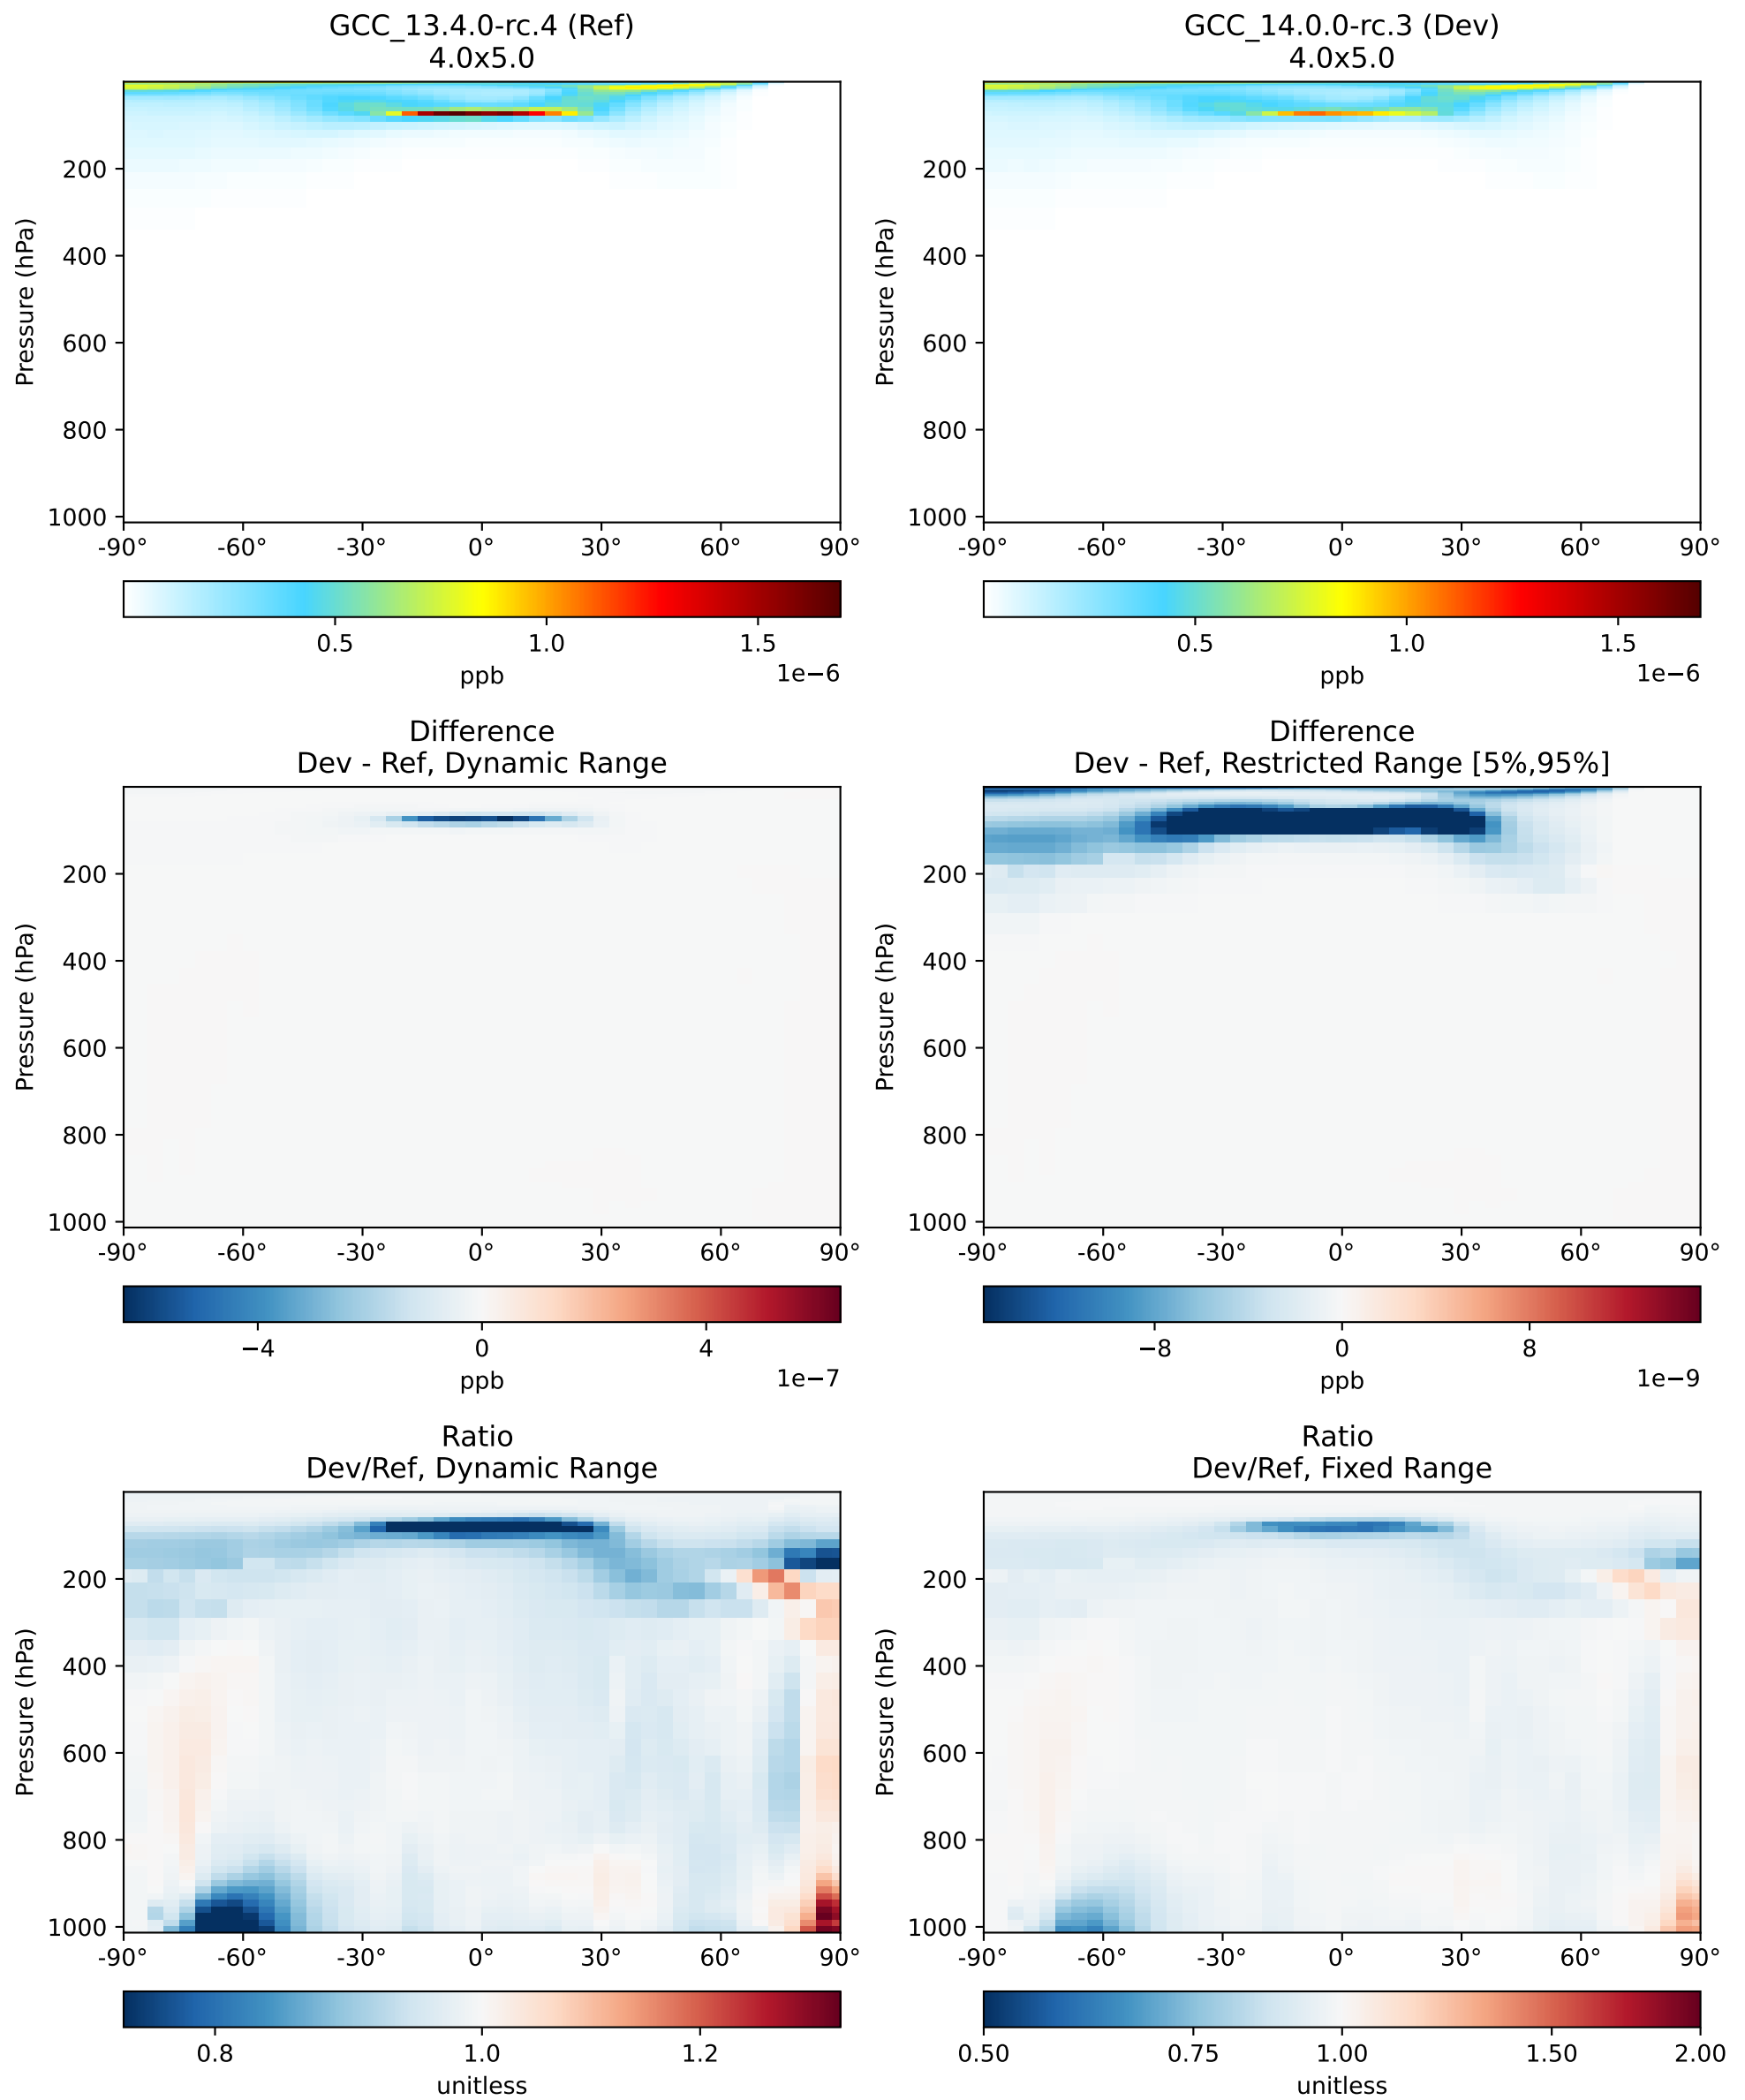 GCC_13.4.0-rc.4 (Ref)
4.0x5.0
Pressure (hPa)
200
400
600
800
1000
-90° -60° -30° 0° 30° 60° 90°
0.5 1.0 1.5
ppb
1e−6
GCC_14.0.0-rc.3 (Dev)
4.0x5.0
Pressure (hPa)
200
400
600
800
1000
-90° -60° -30° 0° 30° 60° 90°
0.5 1.0 1.5
ppb
1e−6
Difference
Dev - Ref, Dynamic Range
Pressure (hPa)
200
400
600
800
1000
-90° -60° -30° 0° 30° 60° 90°
−4 0 4
ppb
1e−7
Difference
Dev - Ref, Restricted Range [5%,95%]
Pressure (hPa)
200
400
600
800
1000
-90° -60° -30° 0° 30° 60° 90°
−8 0 8
ppb
1e−9
Ratio
Dev/Ref, Dynamic Range
Pressure (hPa)
200
400
600
800
1000
-90° -60° -30° 0° 30° 60° 90°
0.8 1.0 1.2
unitless
Ratio
Dev/Ref, Fixed Range
Pressure (hPa)
200
400
600
800
1000
-90° -60° -30° 0° 30° 60° 90°
0.50 0.75 1.00 1.50 2.00
unitless